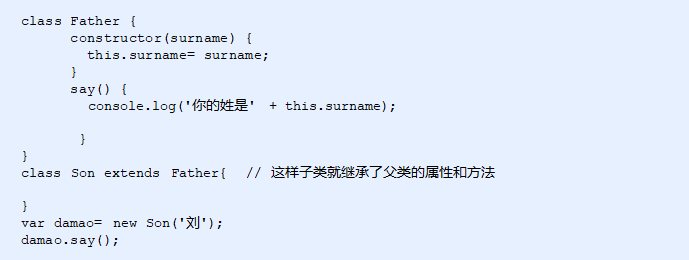 class Father {
constructor(surname) {
this.surname= surname;
}
say() {
console.log('你的姓是' + this.surname);
}
}
class Son extends Father{ // 这样子类就继承了父类的属性和方法
}
var damao= new Son('刘');
damao.say();